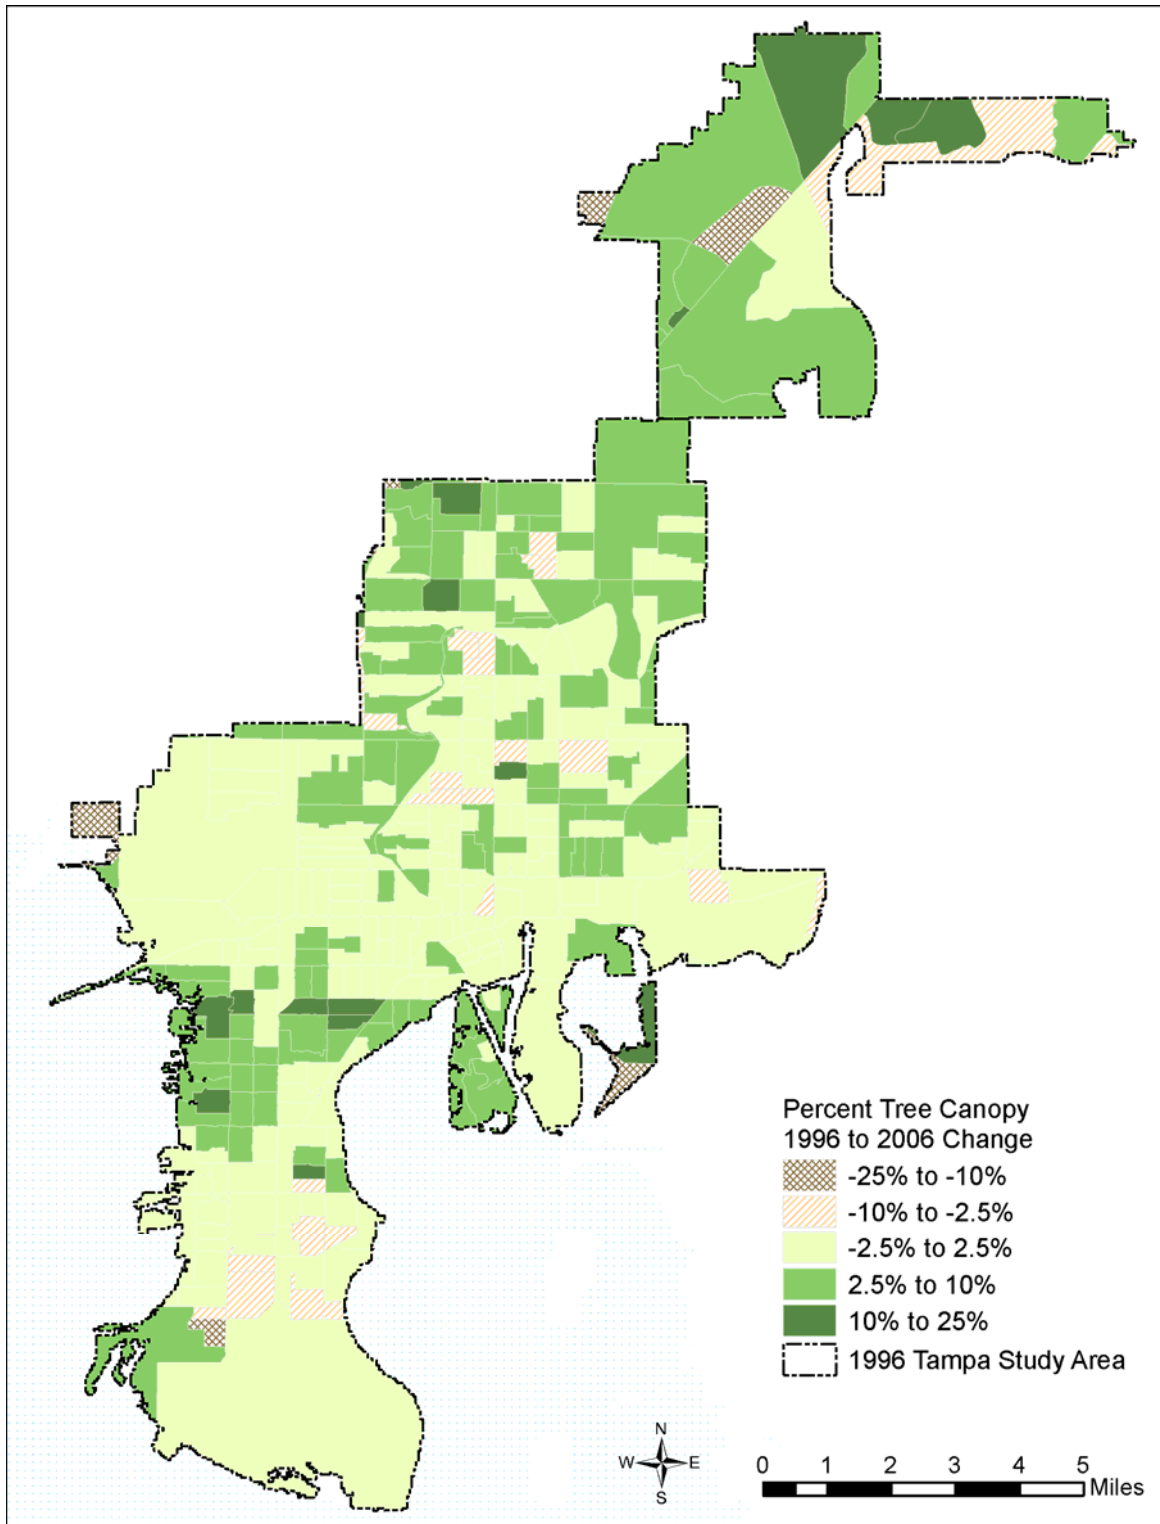 Percent Tree Canopy
1996 to 2006 Change
-25% to -10%
-10% to -2.5%
-2.5% to 2.5%
2.5% to 10%
10% to 25%
1996 Tampa Study Area
N
W E
S
0 1 2 3 4 5
Miles